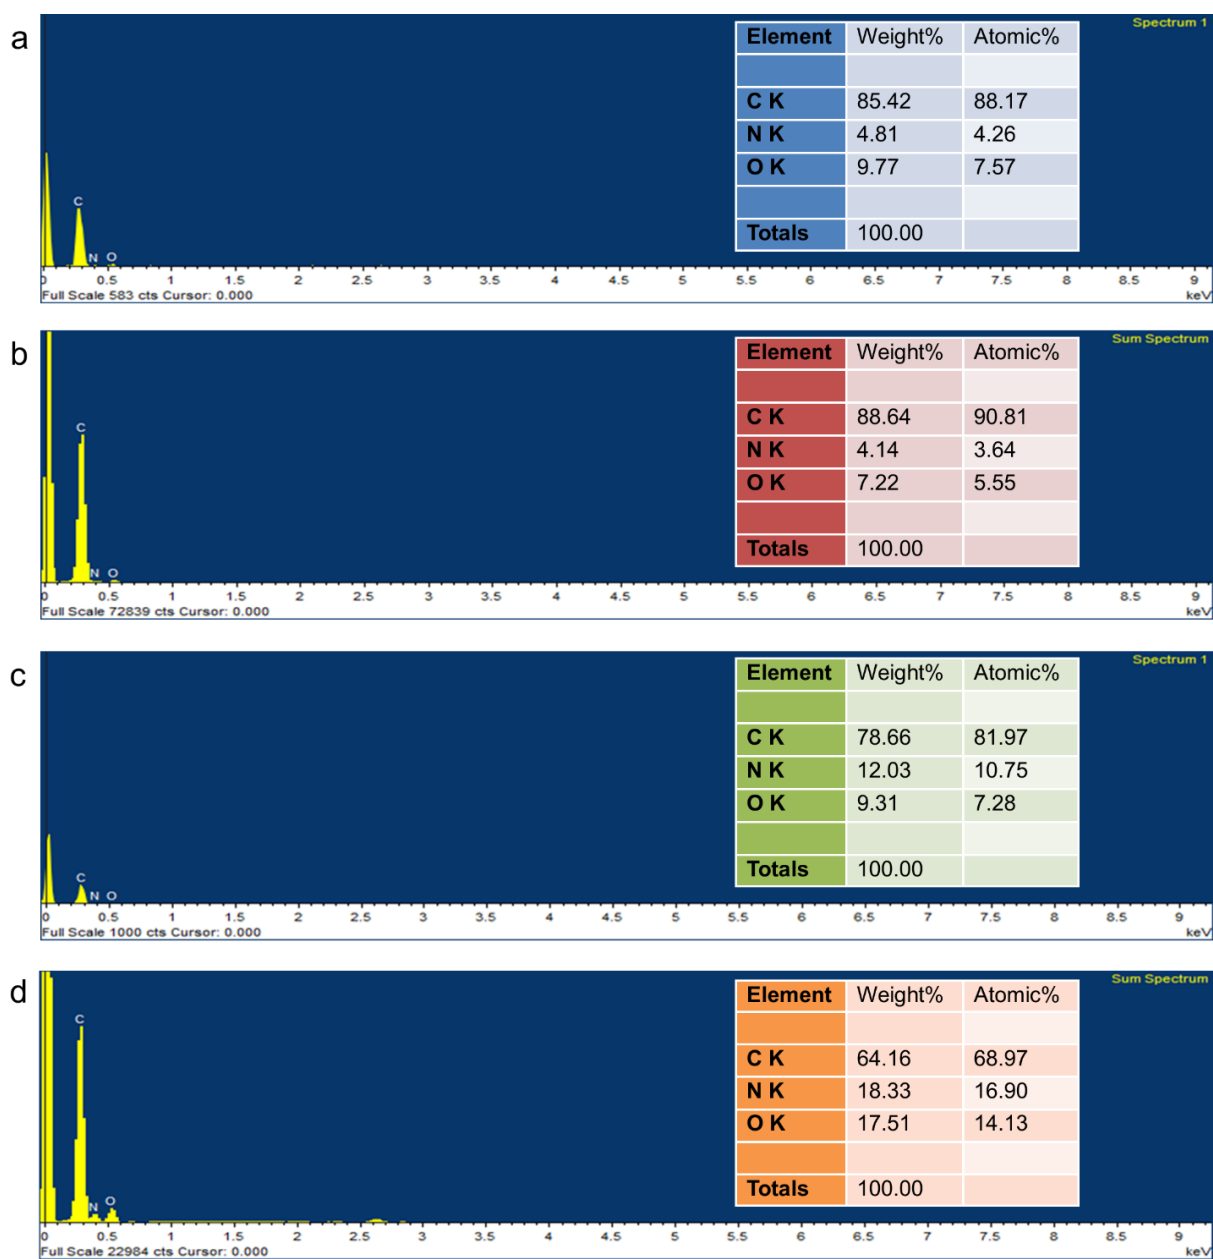 a
Spectrum 1
Element Weight% Atomic%
C K 85.42 88.17
N K 4.81 4.26
O K 9.77 7.57
Totals 100.00
C
N O
0 0.5 1 1.5 2 2.5 3 3.5 4 4.5 5 5.5 6 6.5 7 7.5 8 8.5 9
Full Scale 583 cts Cursor: 0.000 keV
b
Sum Spectrum
Element Weight% Atomic%
C K 88.64 90.81
N K 4.14 3.64
O K 7.22 5.55
Totals 100.00
C
N O
0 0.5 1 1.5 2 2.5 3 3.5 4 4.5 5 5.5 6 6.5 7 7.5 8 8.5 9
Full Scale 72839 cts Cursor: 0.000 keV
c
Spectrum 1
Element Weight% Atomic%
C K 78.66 81.97
N K 12.03 10.75
O K 9.31 7.28
Totals 100.00
C
N O
0 0.5 1 1.5 2 2.5 3 3.5 4 4.5 5 5.5 6 6.5 7 7.5 8 8.5 9
Full Scale 1000 cts Cursor: 0.000 keV
d
Sum Spectrum
Element Weight% Atomic%
C K 64.16 68.97
N K 18.33 16.90
O K 17.51 14.13
Totals 100.00
C
N O
0 0.5 1 1.5 2 2.5 3 3.5 4 4.5 5 5.5 6 6.5 7 7.5 8 8.5 9
Full Scale 22984 cts Cursor: 0.000 keV